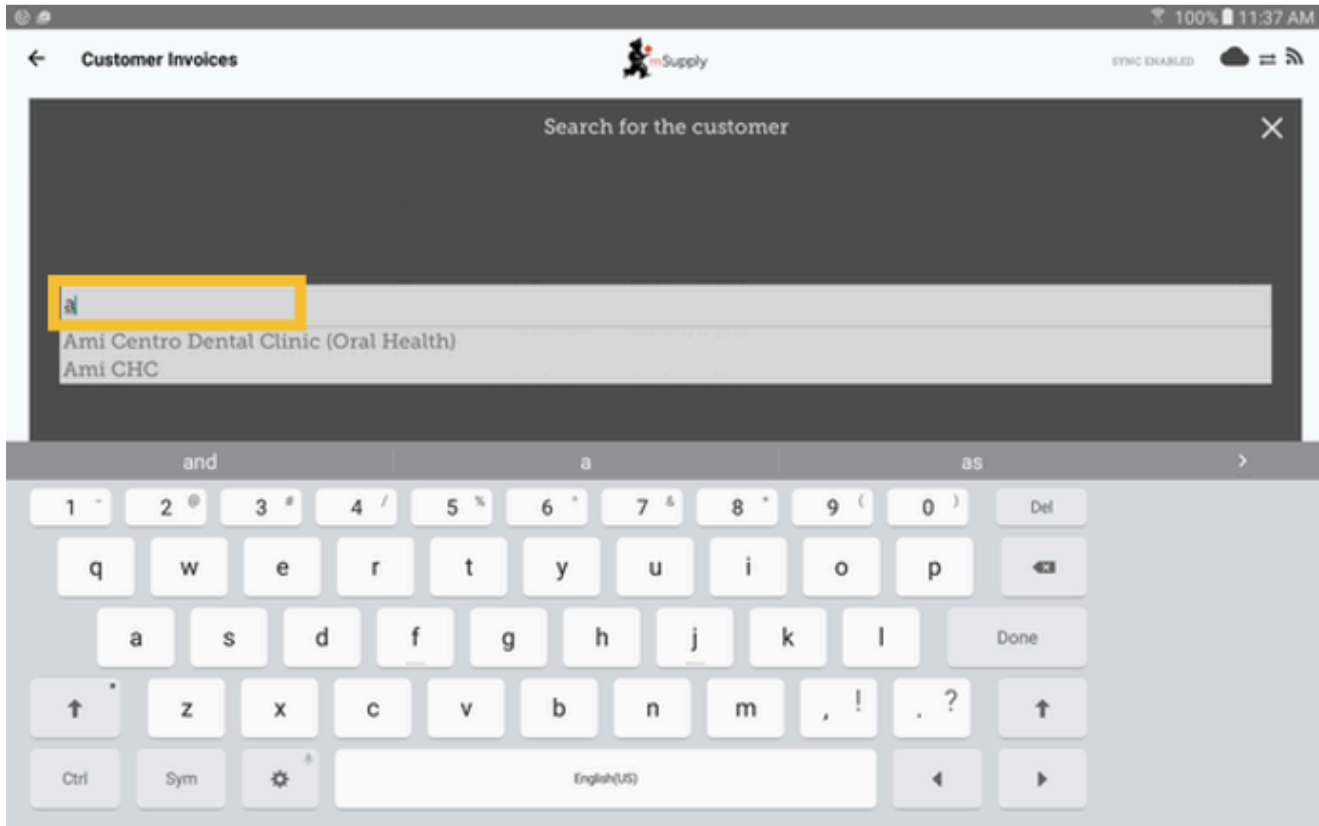 100% 11:37 AM
Customer Invoices
mSupply
SYNC ENABLED
Search for the customer
a
Ami Centro Dental Clinic (Oral Health)
Ami CHC
and a as
1 - 2 @ 3 # 4 / 5 % 6 ^ 7 & 8 * 9 ( 0 ) Del
q w e r t y u i o p
a s d f g h j k l Done
z x c v b n m , ! . ?
Ctrl Sym English(US)